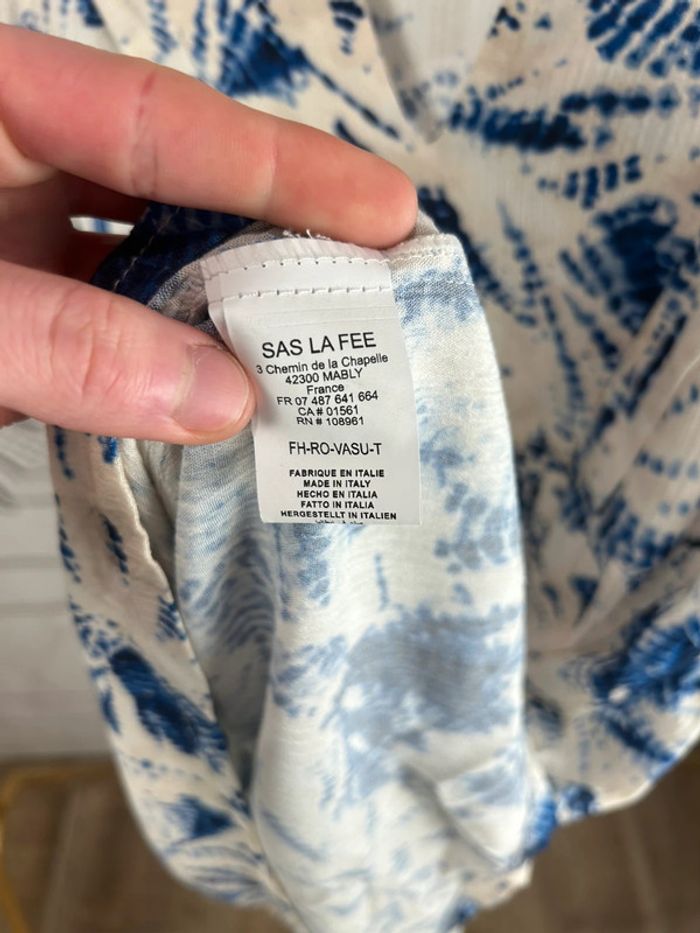 SAS LA FEE
3 Chemin de la Chapelle
42300 MABLY
France
FR 07 487 641 664
CA # 01561
RN # 108961
FH-RO-VASU-T
FABRIQUE EN ITALIE
MADE IN ITALY
HECHO EN ITALIA
FATTO IN ITALIA
HERGESTELLT IN ITALIEN